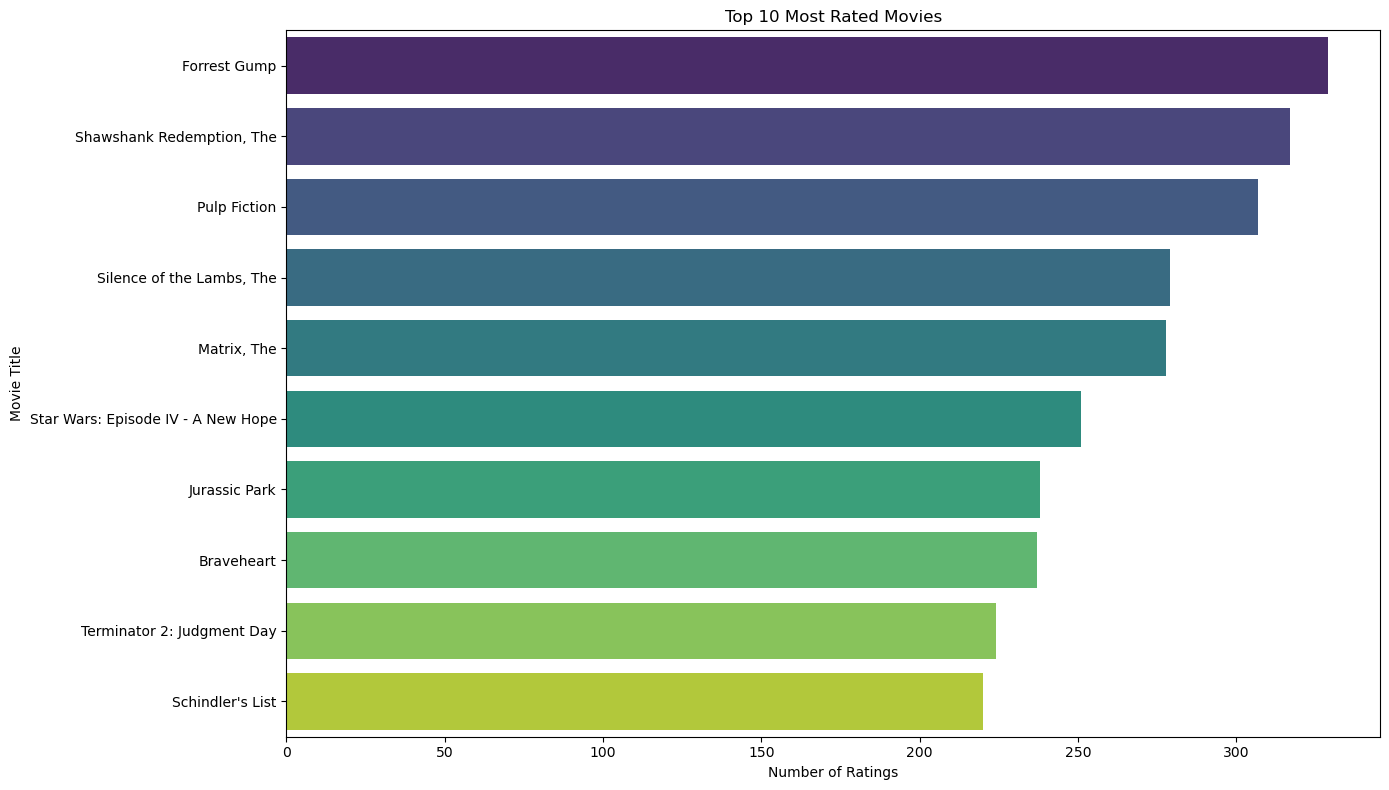 Top 10 Most Rated Movies
Movie Title
Forrest Gump
Shawshank Redemption, The
Pulp Fiction
Silence of the Lambs, The
Matrix, The
Star Wars: Episode IV - A New Hope
Jurassic Park
Braveheart
Terminator 2: Judgment Day
Schindler's List
0 50 100 150 200 250 300
Number of Ratings